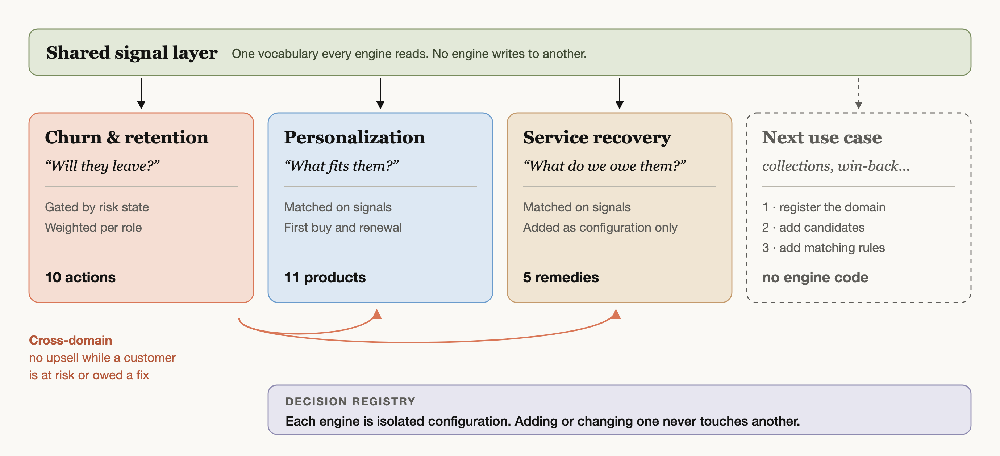 Shared signal layer One vocabulary every engine reads. No engine writes to another.
Churn & retention
“Will they leave?”
Gated by risk state
Weighted per role
10 actions
Personalization
“What fits them?”
Matched on signals
First buy and renewal
11 products
Service recovery
“What do we owe them?”
Matched on signals
Added as configuration only
5 remedies
Next use case
collections, win-back...
1 · register the domain
2 · add candidates
3 · add matching rules
no engine code
Cross-domain
no upsell while a customer
is at risk or owed a fix
DECISION REGISTRY
Each engine is isolated configuration. Adding or changing one never touches another.